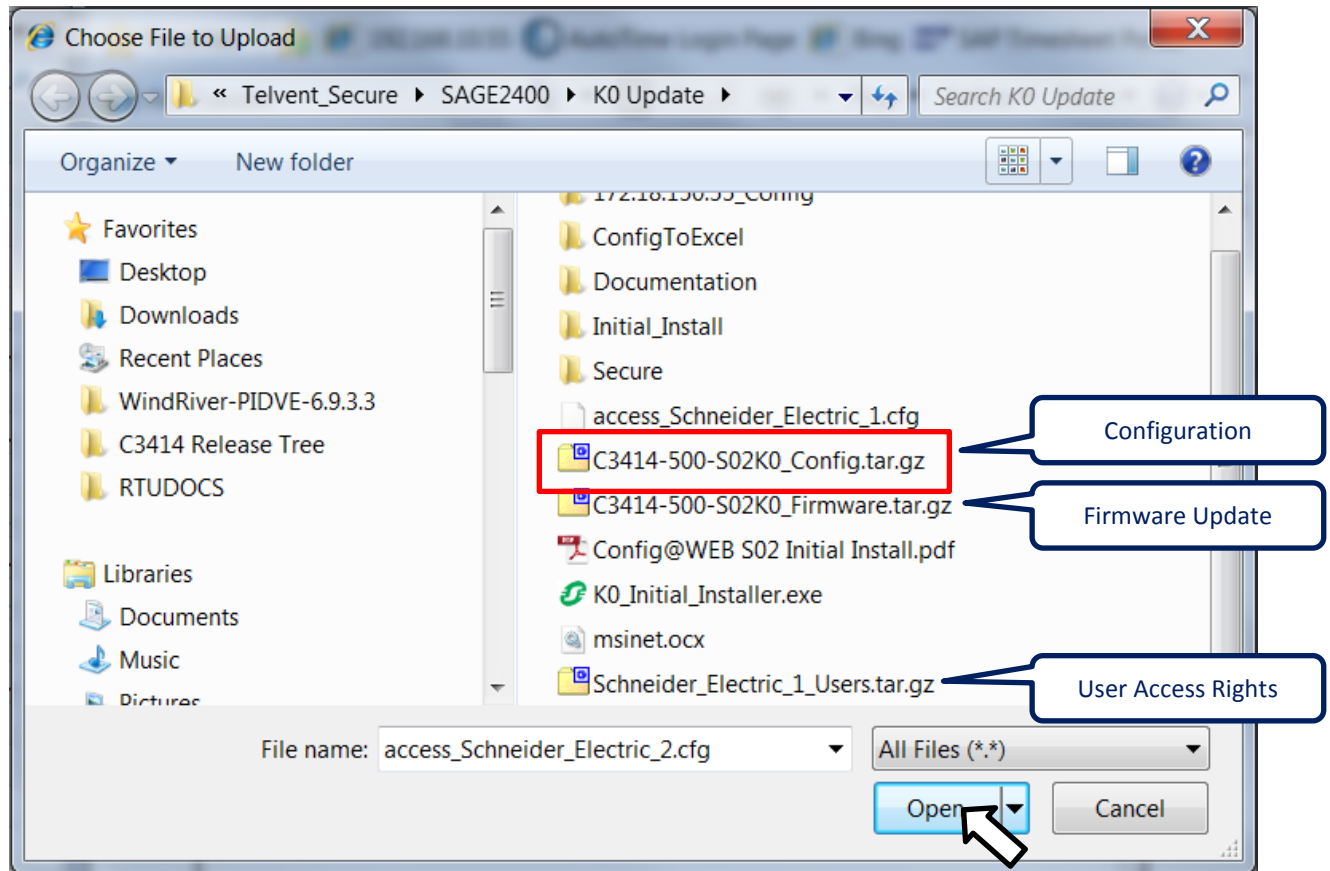 Choose File to Upload
« Telvent_Secure ▸ SAGE2400 ▸ K0 Update ▸
Search K0 Update
Organize
New folder
Favorites
Desktop
Downloads
Recent Places
WindRiver-PIDVE-6.9.3.3
C3414 Release Tree
RTUDOCS
Libraries
Documents
Music
Pictures
ConfigToExcel
Documentation
Initial_Install
Secure
access_Schneider_Electric_1.cfg
C3414-500-S02K0_Config.tar.gz
C3414-500-S02K0_Firmware.tar.gz
Config@WEB S02 Initial Install.pdf
K0_Initial_Installer.exe
msinet.ocx
Schneider_Electric_1_Users.tar.gz
Configuration
Firmware Update
User Access Rights
File name: access_Schneider_Electric_2.cfg
All Files (*.*)
Open
Cancel